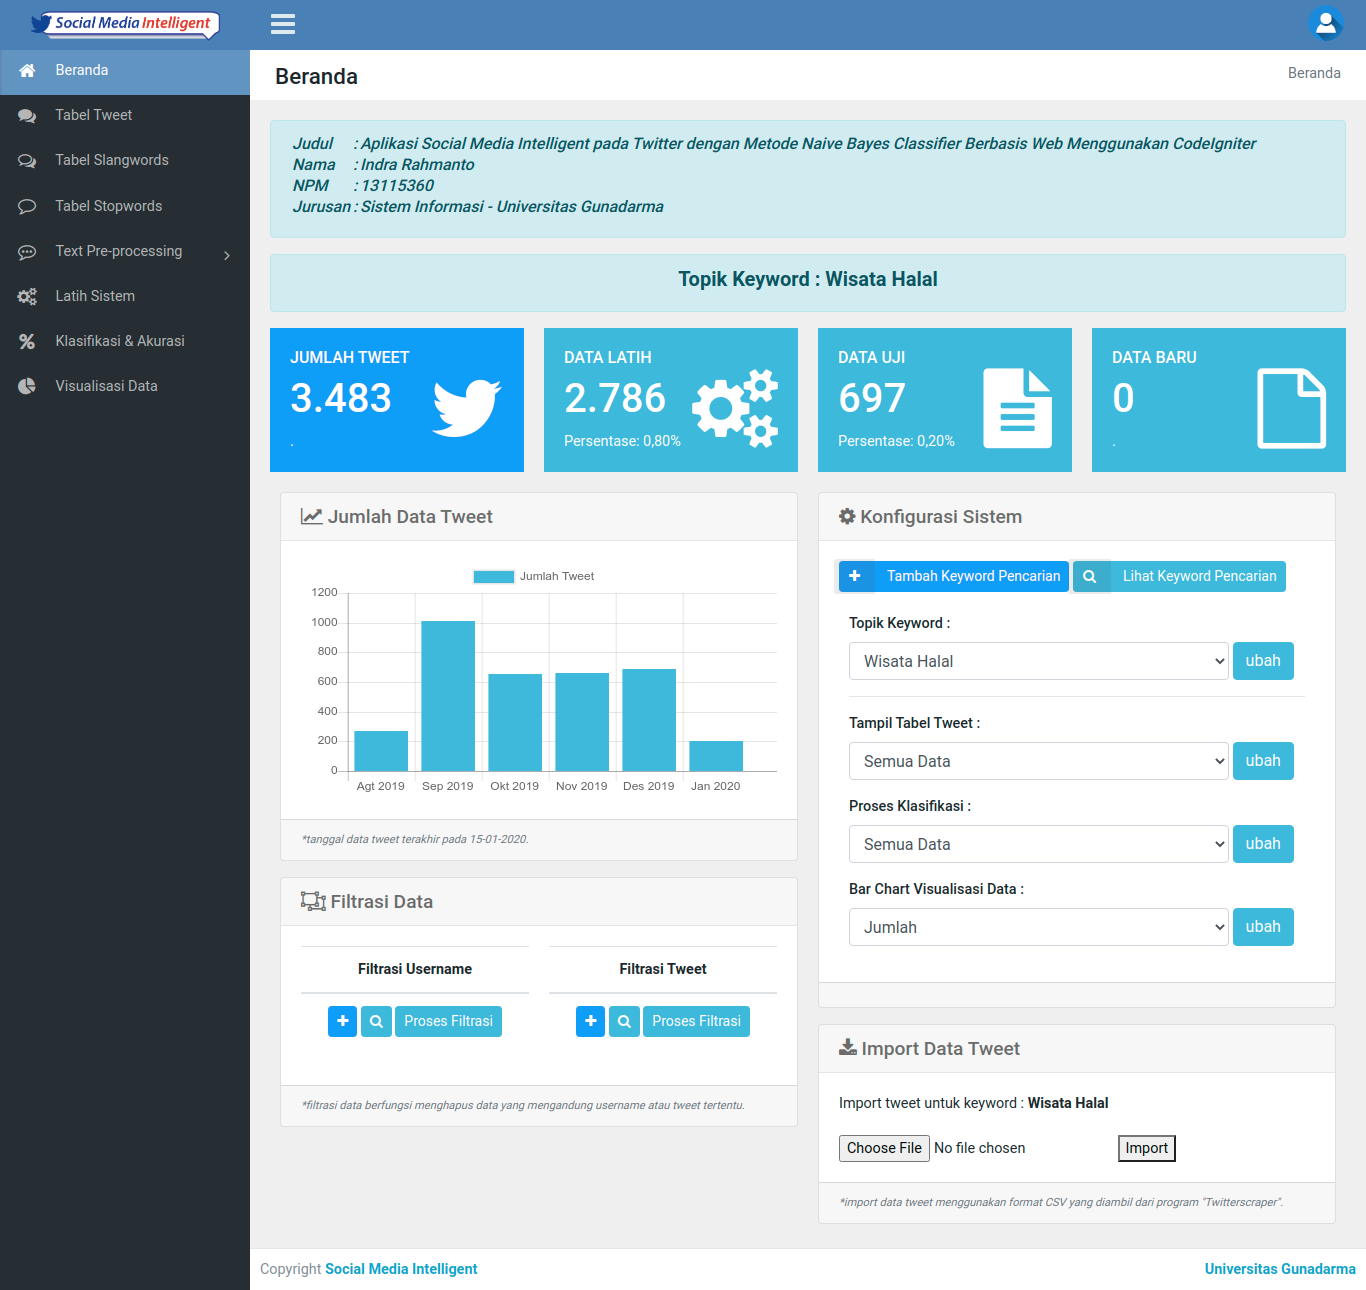 Social Media Intelligent
Beranda
Tabel Tweet
Tabel Slangwords
Tabel Stopwords
Text Pre-processing
Latih Sistem
Klasifikasi & Akurasi
Visualisasi Data
Beranda
Beranda
Judul : Aplikasi Social Media Intelligent pada Twitter dengan Metode Naive Bayes Classifier Berbasis Web Menggunakan CodeIgniter
Nama : Indra Rahmanto
NPM : 13115360
Jurusan : Sistem Informasi - Universitas Gunadarma
Topik Keyword : Wisata Halal
JUMLAH TWEET
3.483
.
DATA LATIH
2.786
Persentase: 0,80%
DATA UJI
697
Persentase: 0,20%
DATA BARU
0
.
Jumlah Data Tweet
Jumlah Tweet
1200
1000
800
600
400
200
0
Agt 2019 Sep 2019 Okt 2019 Nov 2019 Des 2019 Jan 2020
*tanggal data tweet terakhir pada 15-01-2020.
Filtrasi Data
Filtrasi Username
Proses Filtrasi
Filtrasi Tweet
Proses Filtrasi
*filtrasi data berfungsi menghapus data yang mengandung username atau tweet tertentu.
Konfigurasi Sistem
Tambah Keyword Pencarian
Lihat Keyword Pencarian
Topik Keyword :
Wisata Halal ubah
Tampil Tabel Tweet :
Semua Data ubah
Proses Klasifikasi :
Semua Data ubah
Bar Chart Visualisasi Data :
Jumlah ubah
Import Data Tweet
Import tweet untuk keyword : Wisata Halal
Choose File No file chosen Import
*import data tweet menggunakan format CSV yang diambil dari program "Twitterscraper".
Copyright Social Media Intelligent
Universitas Gunadarma